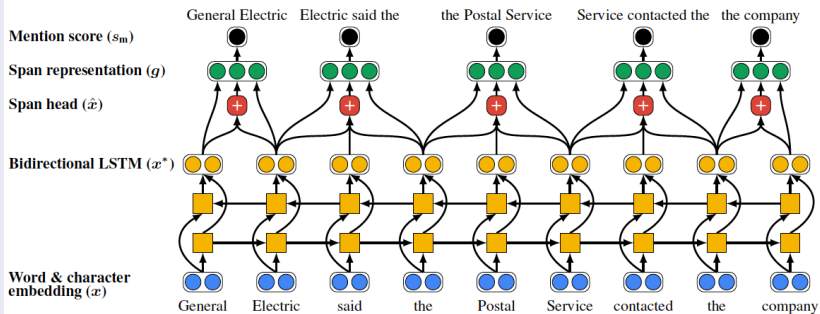 General Electric Electric said the the Postal Service Service contacted the the company
Mention score (sm)
Span representation (g)
+ + + + +
Span head (x̂)
Bidirectional LSTM (x*)
Word & character
embedding (x)
General Electric said the Postal Service contacted the company